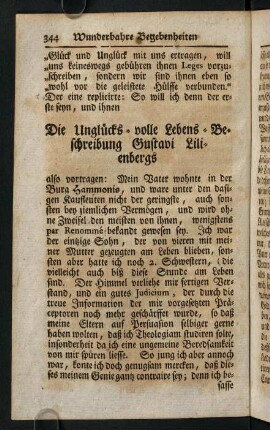 344 Wunderbahre Begebenheiten
„Glück und Unglück mit uns ertragen, will
„uns keineswegs gebühren ihnen Leges vorzu-
„schreiben, sondern wir sind ihnen eben so
„wohl vor die geleistete Hülffe verbunden.“
Der eine replicirte: So will ich denn der er-
ste seyn, und ihnen
Die Unglücks-volle Lebens-Be-
schreibung Gustavi Lili-
enbergs
also vortragen: Mein Vater wohnte in der
Burg Hammonio, und ware unter den dasi-
gen Kauffleuten nicht der geringste, auch son-
sten bey ziemlichen Vermögen, und wird oh-
ne Zweifel den meisten von ihnen, wenigstens
par Renommé bekandt gewesen sey. Ich war
der eintzige Sohn, der von vieren mit mei-
ner Mutter gezeugten am Leben blieben, son-
sten aber hatte ich noch 2. Schwestern, die
vielleicht auch biß diese Stunde am Leben
sind. Der Himmel verliehe mir fertigen Ver-
stand, und ein gutes Judicium, der durch die
treue Information der mir vorgesetzten Præ-
ceptoren noch mehr geschärffet wurde, so daß
meine Eltern auf Persuasion selbiger gerne
haben wolten, daß ich Theologiam studiren solte,
insonderheit da ich eine ungemeine Beredsamkeit
von mir spüren liesse. So jung ich aber annoch
war, konte ich doch genugsam mercken, daß die-
ses meinem Genie gantz contraire sey; denn ich be-
sasse